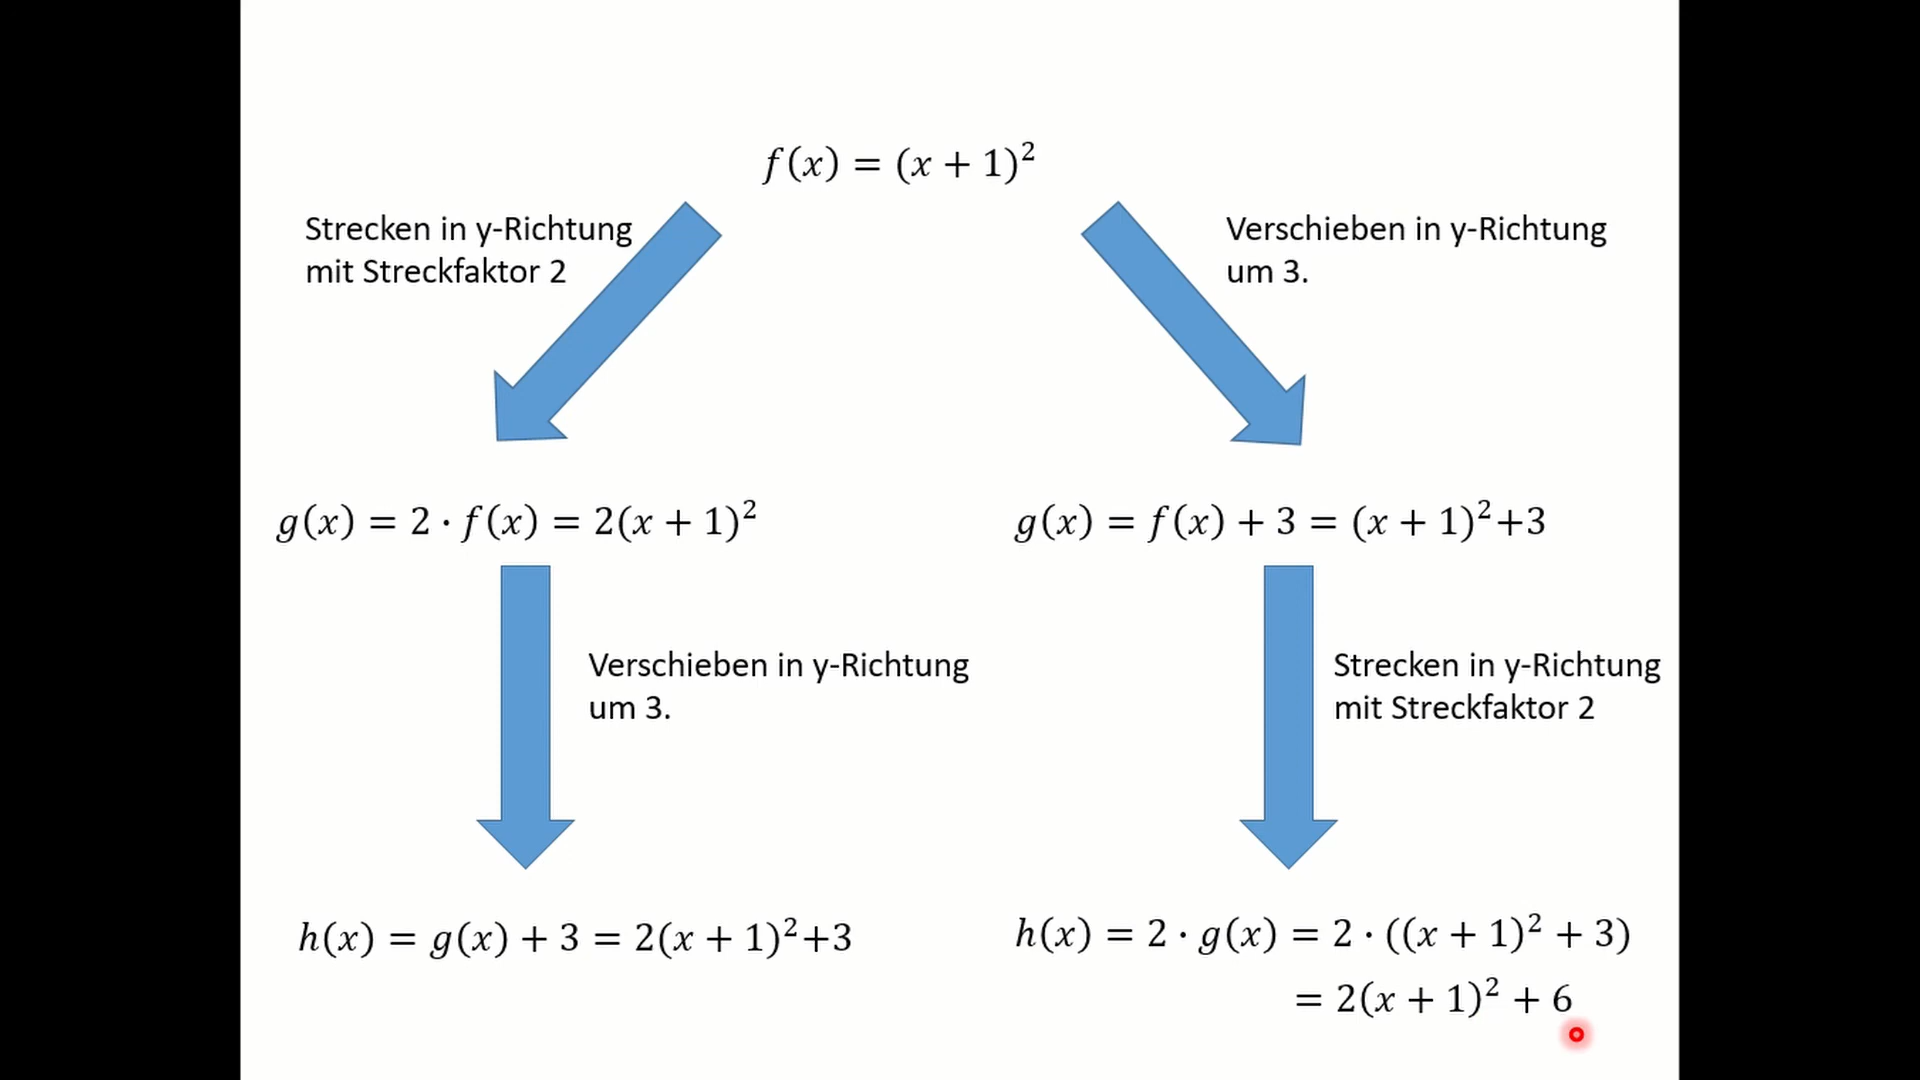 f(x) = (x + 1)²
Strecken in y-Richtung
mit Streckfaktor 2
Verschieben in y-Richtung
um 3.
g(x) = 2 · f(x) = 2(x + 1)²
g(x) = f(x) + 3 = (x + 1)²+3
Verschieben in y-Richtung
um 3.
Strecken in y-Richtung
mit Streckfaktor 2
h(x) = g(x) + 3 = 2(x + 1)²+3
h(x) = 2 · g(x) = 2 · ((x + 1)² + 3)
= 2(x + 1)² + 6